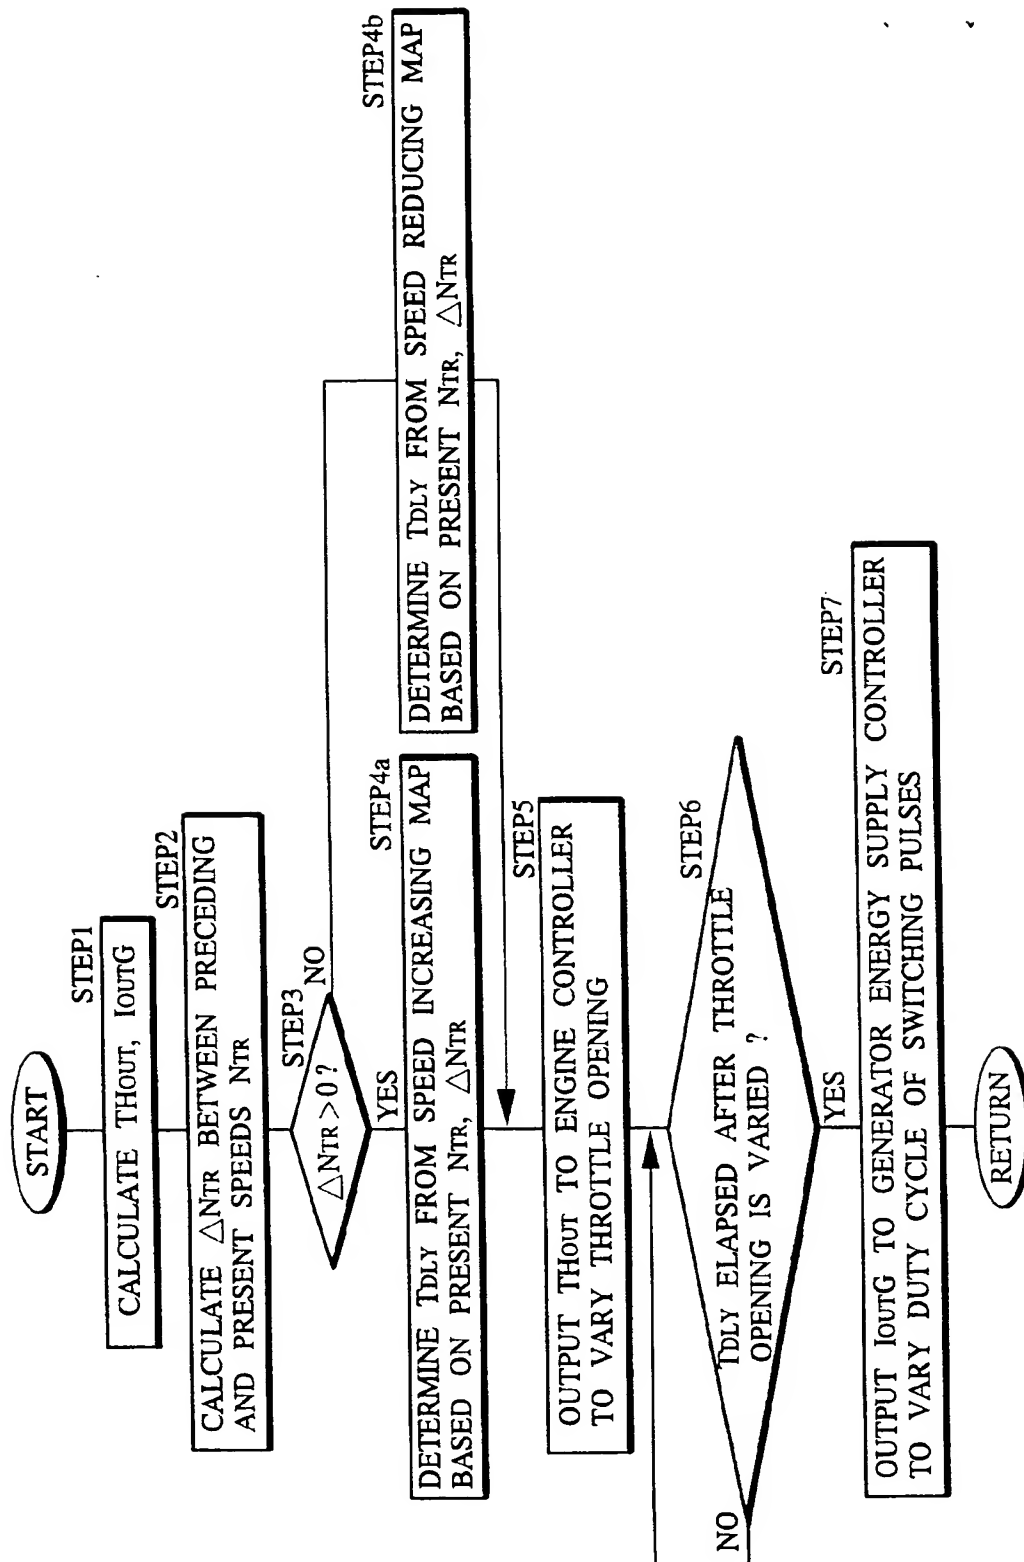 START
STEP1
CALCULATE THOUT, IOUTG
STEP2
CALCULATE △NTR BETWEEN PRECEDING
AND PRESENT SPEEDS NTR
STEP3
△NTR>0?
NO
YES
STEP4a
DETERMINE TDLY FROM SPEED INCREASING MAP
BASED ON PRESENT NTR, △NTR
STEP4b
DETERMINE TDLY FROM SPEED REDUCING MAP
BASED ON PRESENT NTR, △NTR
STEP5
OUTPUT THOUT TO ENGINE CONTROLLER
TO VARY THROTTLE OPENING
STEP6
TDLY ELAPSED AFTER THROTTLE
OPENING IS VARIED ?
NO
YES
STEP7
OUTPUT IOUTG TO GENERATOR ENERGY SUPPLY CONTROLLER
TO VARY DUTY CYCLE OF SWITCHING PULSES
RETURN